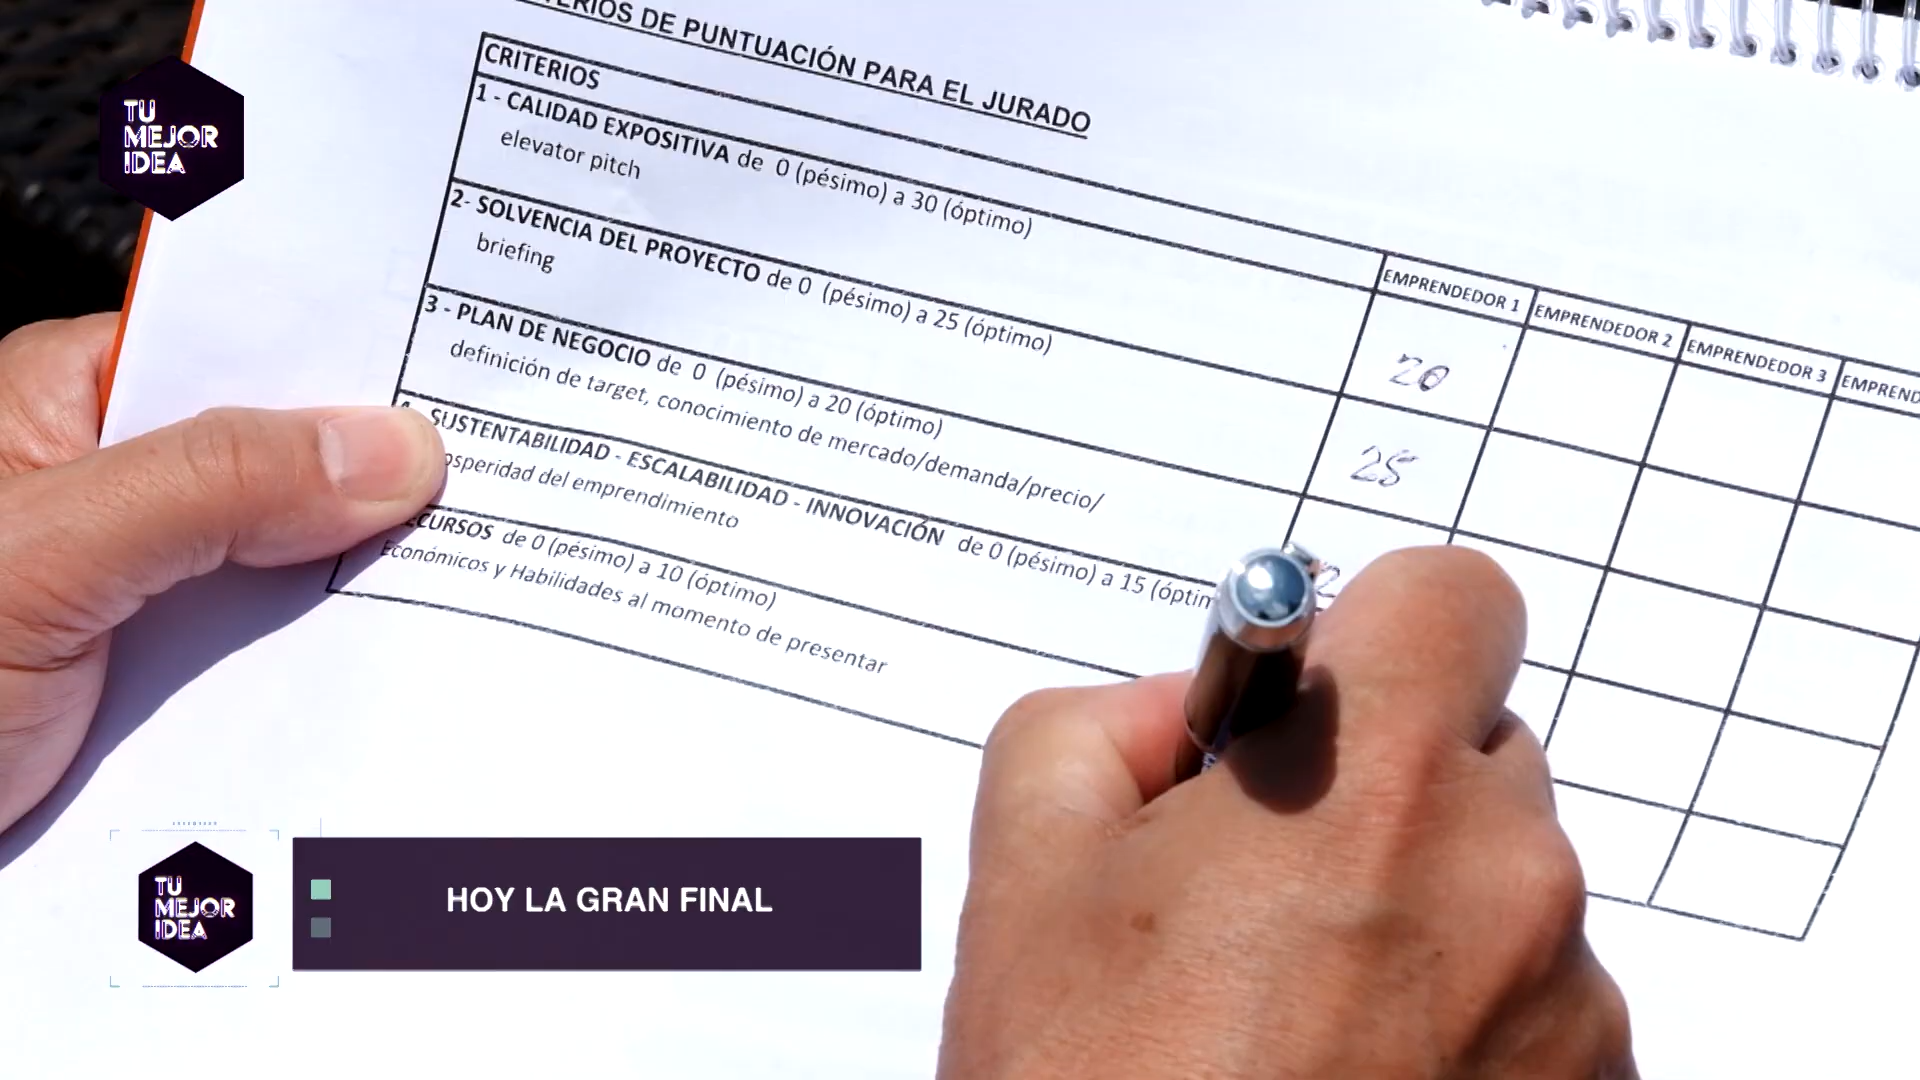 CRITERIOS DE PUNTUACIÓN PARA EL JURADO
TU
MEJOR
IDEA
CRITERIOS
EMPRENDEDOR 1
EMPRENDEDOR 2
EMPRENDEDOR 3
1 - CALIDAD EXPOSITIVA de 0 (pésimo) a 30 (óptimo)
elevator pitch
20
2- SOLVENCIA DEL PROYECTO de 0 (pésimo) a 25 (óptimo)
briefing
25
3 - PLAN DE NEGOCIO de 0 (pésimo) a 20 (óptimo)
definición de target, conocimiento de mercado/demanda/precio/
SUSTENTABILIDAD - ESCALABILIDAD - INNOVACIÓN de 0 (pésimo) a 15
del emprendimiento
de 0 (pésimo) a 10 (óptimo)
Económicos y Habilidades al momento de presentar
TU
MEJOR
IDEA
HOY LA GRAN FINAL